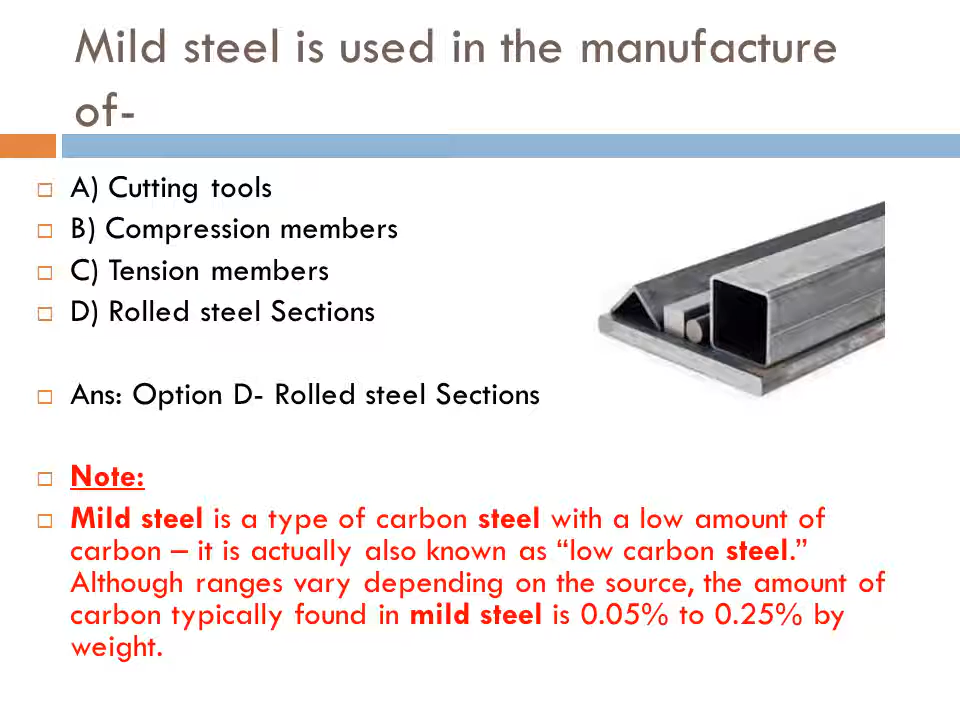 Mild steel is used in the manufacture
of-
A) Cutting tools
B) Compression members
C) Tension members
D) Rolled steel Sections
Ans: Option D- Rolled steel Sections
Note:
Mild steel is a type of carbon steel with a low amount of
carbon – it is actually also known as “low carbon steel.”
Although ranges vary depending on the source, the amount of
carbon typically found in mild steel is 0.05% to 0.25% by
weight.